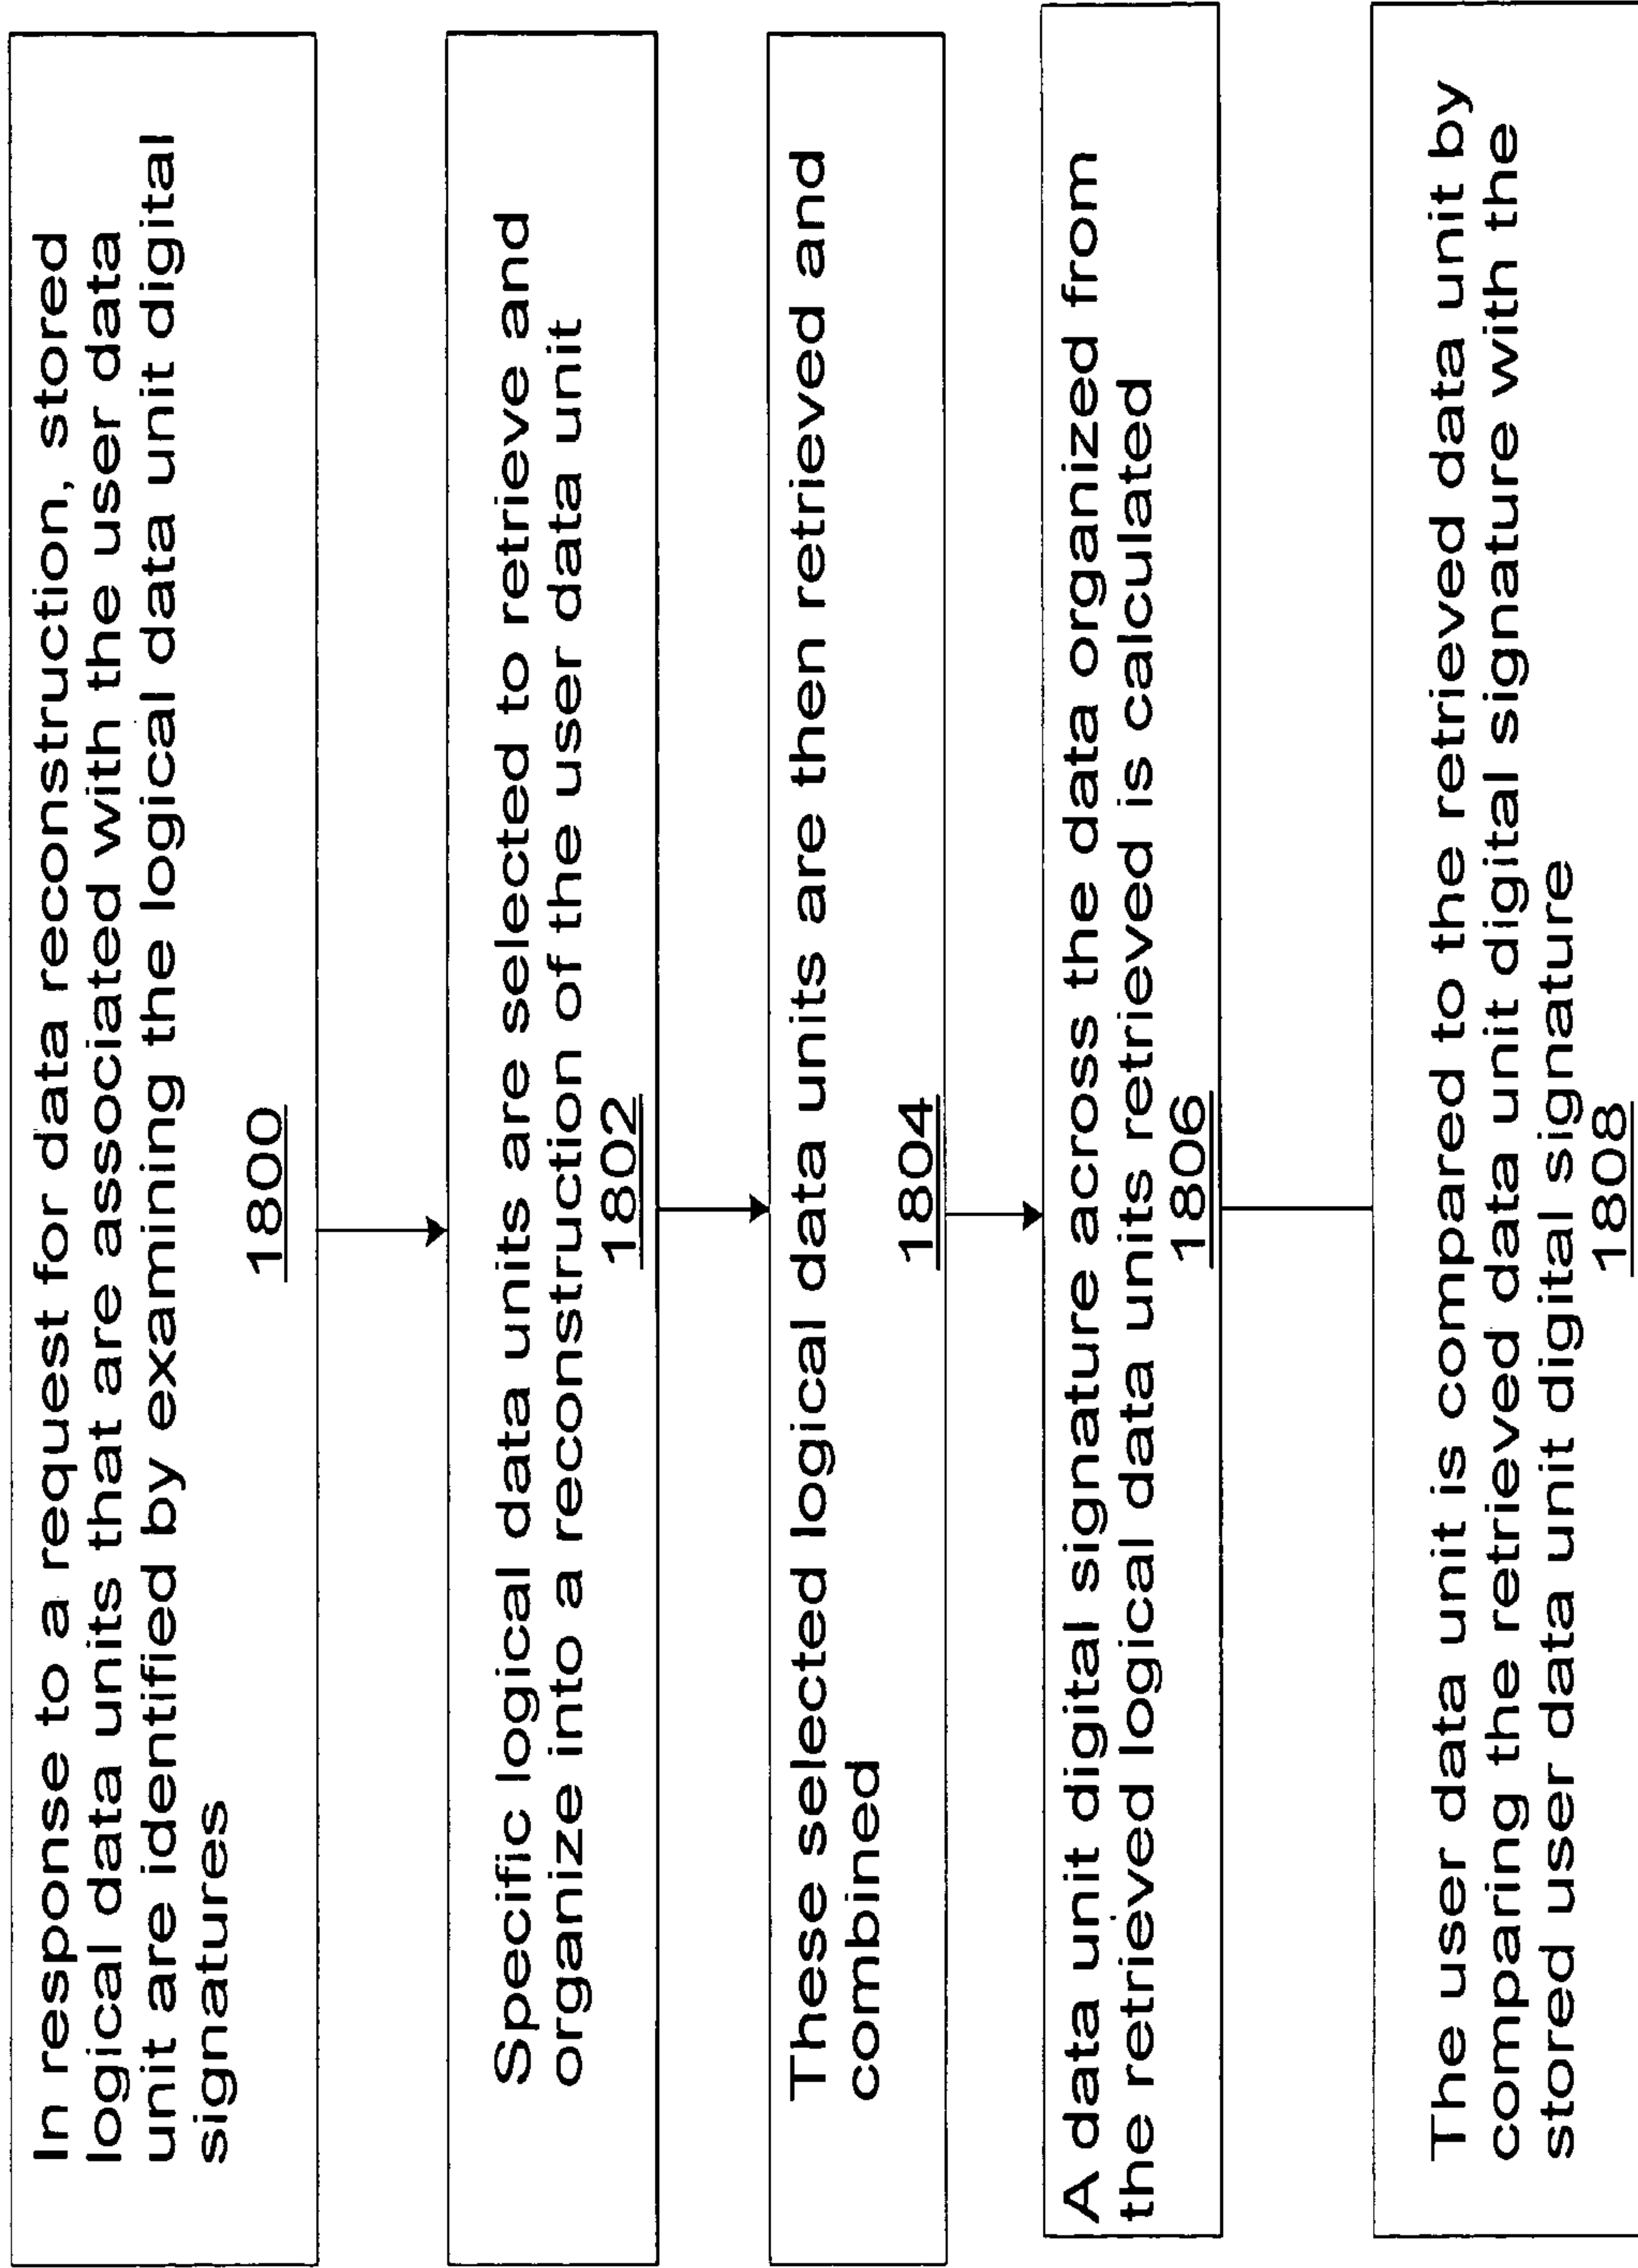 In response to a request for data reconstruction, stored
logical data units that are associated with the user data
unit are identified by examining the logical data unit digital
signatures
1800
Specific logical data units are selected to retrieve and
organize into a reconstruction of the user data unit
1802
These selected logical data units are then retrieved and
combined
1804
A data unit digital signature across the data organized from
the retrieved logical data units retrieved is calculated
1806
The user data unit is compared to the retrieved data unit by
comparing the retrieved data unit digital signature with the
stored user data unit digital signature
1808